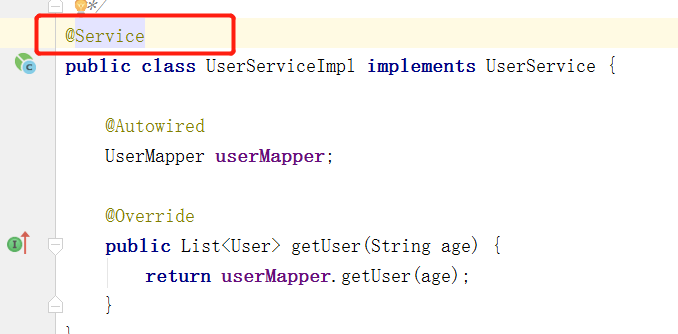 */
@Service
public class UserServiceImpl implements UserService {
@Autowired
UserMapper userMapper;
@Override
public List<User> getUser(String age) {
return userMapper.getUser(age);
}
}